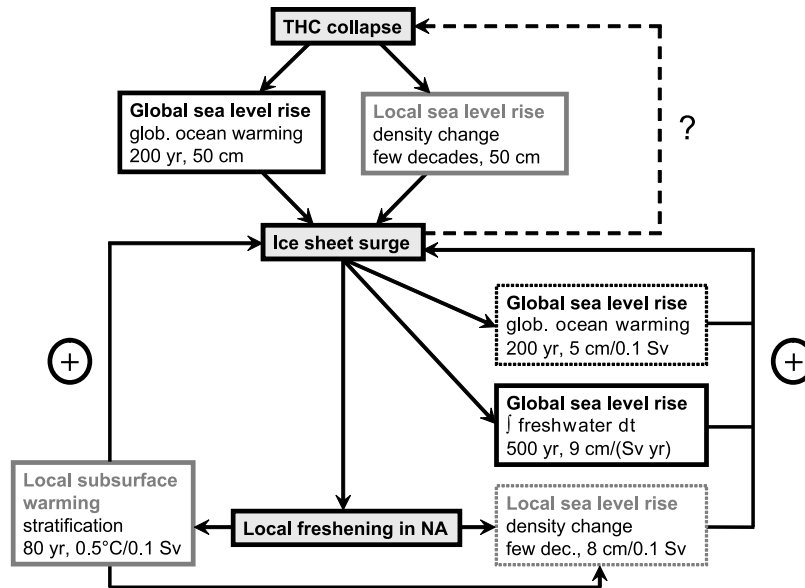 THC collapse
Global sea level rise
glob. ocean warming
200 yr, 50 cm
Local sea level rise
density change
few decades, 50 cm
?
Ice sheet surge
Global sea level rise
glob. ocean warming
200 yr, 5 cm/0.1 Sv
+
+
Global sea level rise
∫ freshwater dt
500 yr, 9 cm/(Sv yr)
Local subsurface
warming
stratification
80 yr, 0.5°C/0.1 Sv
Local freshening in NA
Local sea level rise
density change
few dec., 8 cm/0.1 Sv